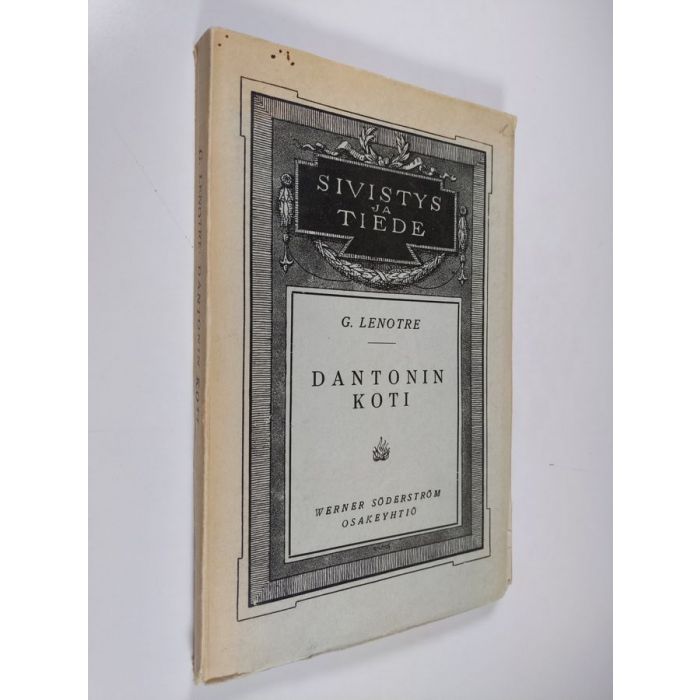 SIVISTYS
JA
TIEDE
G. LENOTRE
DANTONIN
KOTI
WERNER SÖDERSTRÖM
OSAKEYHTIÖ
G. LENOTRE DANTONIN KOTI